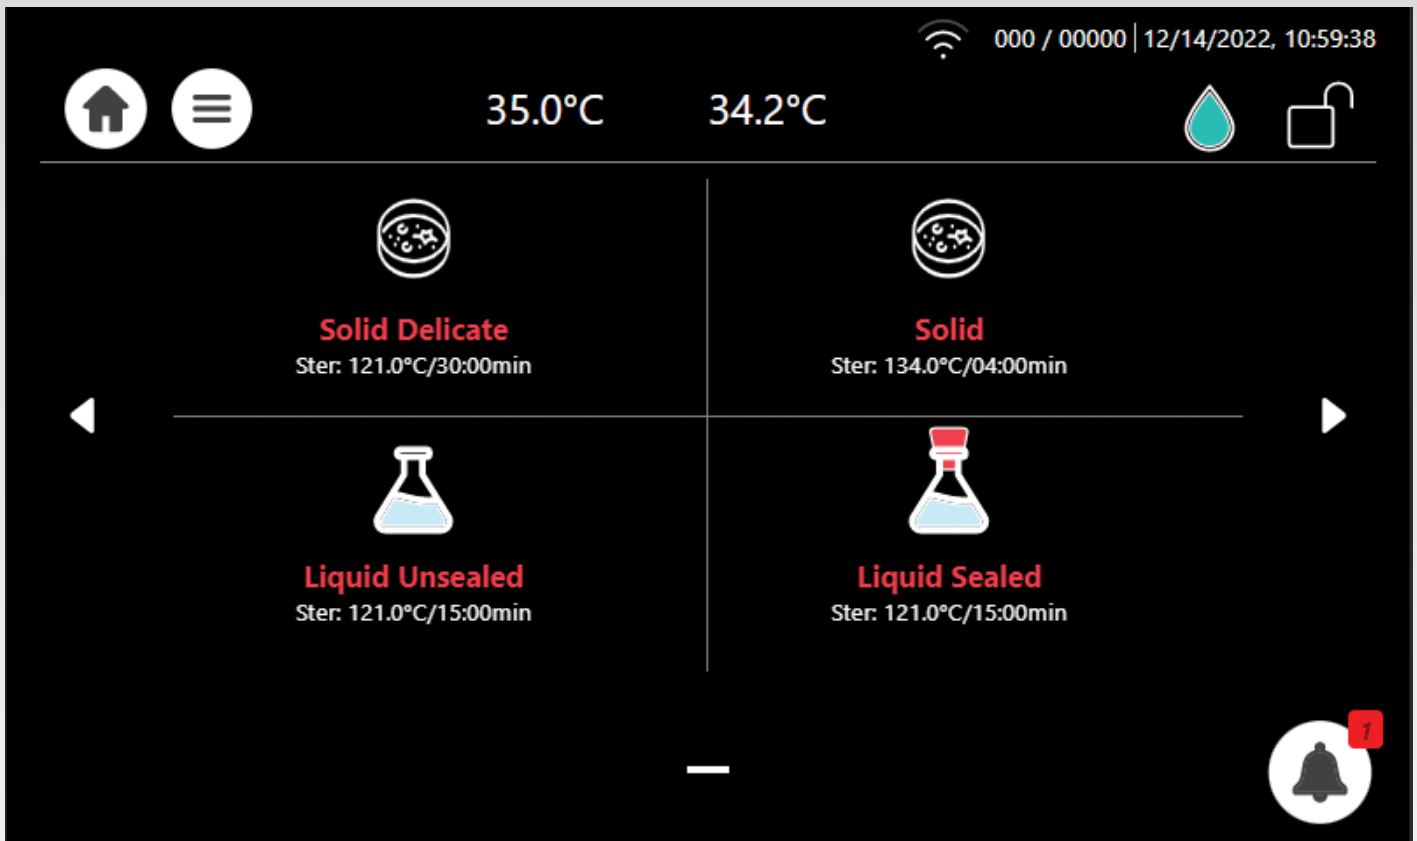 000 / 00000 | 12/14/2022, 10:59:38
35.0°C 34.2°C
Solid Delicate
Ster: 121.0°C/30:00min
Solid
Ster: 134.0°C/04:00min
Liquid Unsealed
Ster: 121.0°C/15:00min
Liquid Sealed
Ster: 121.0°C/15:00min
1